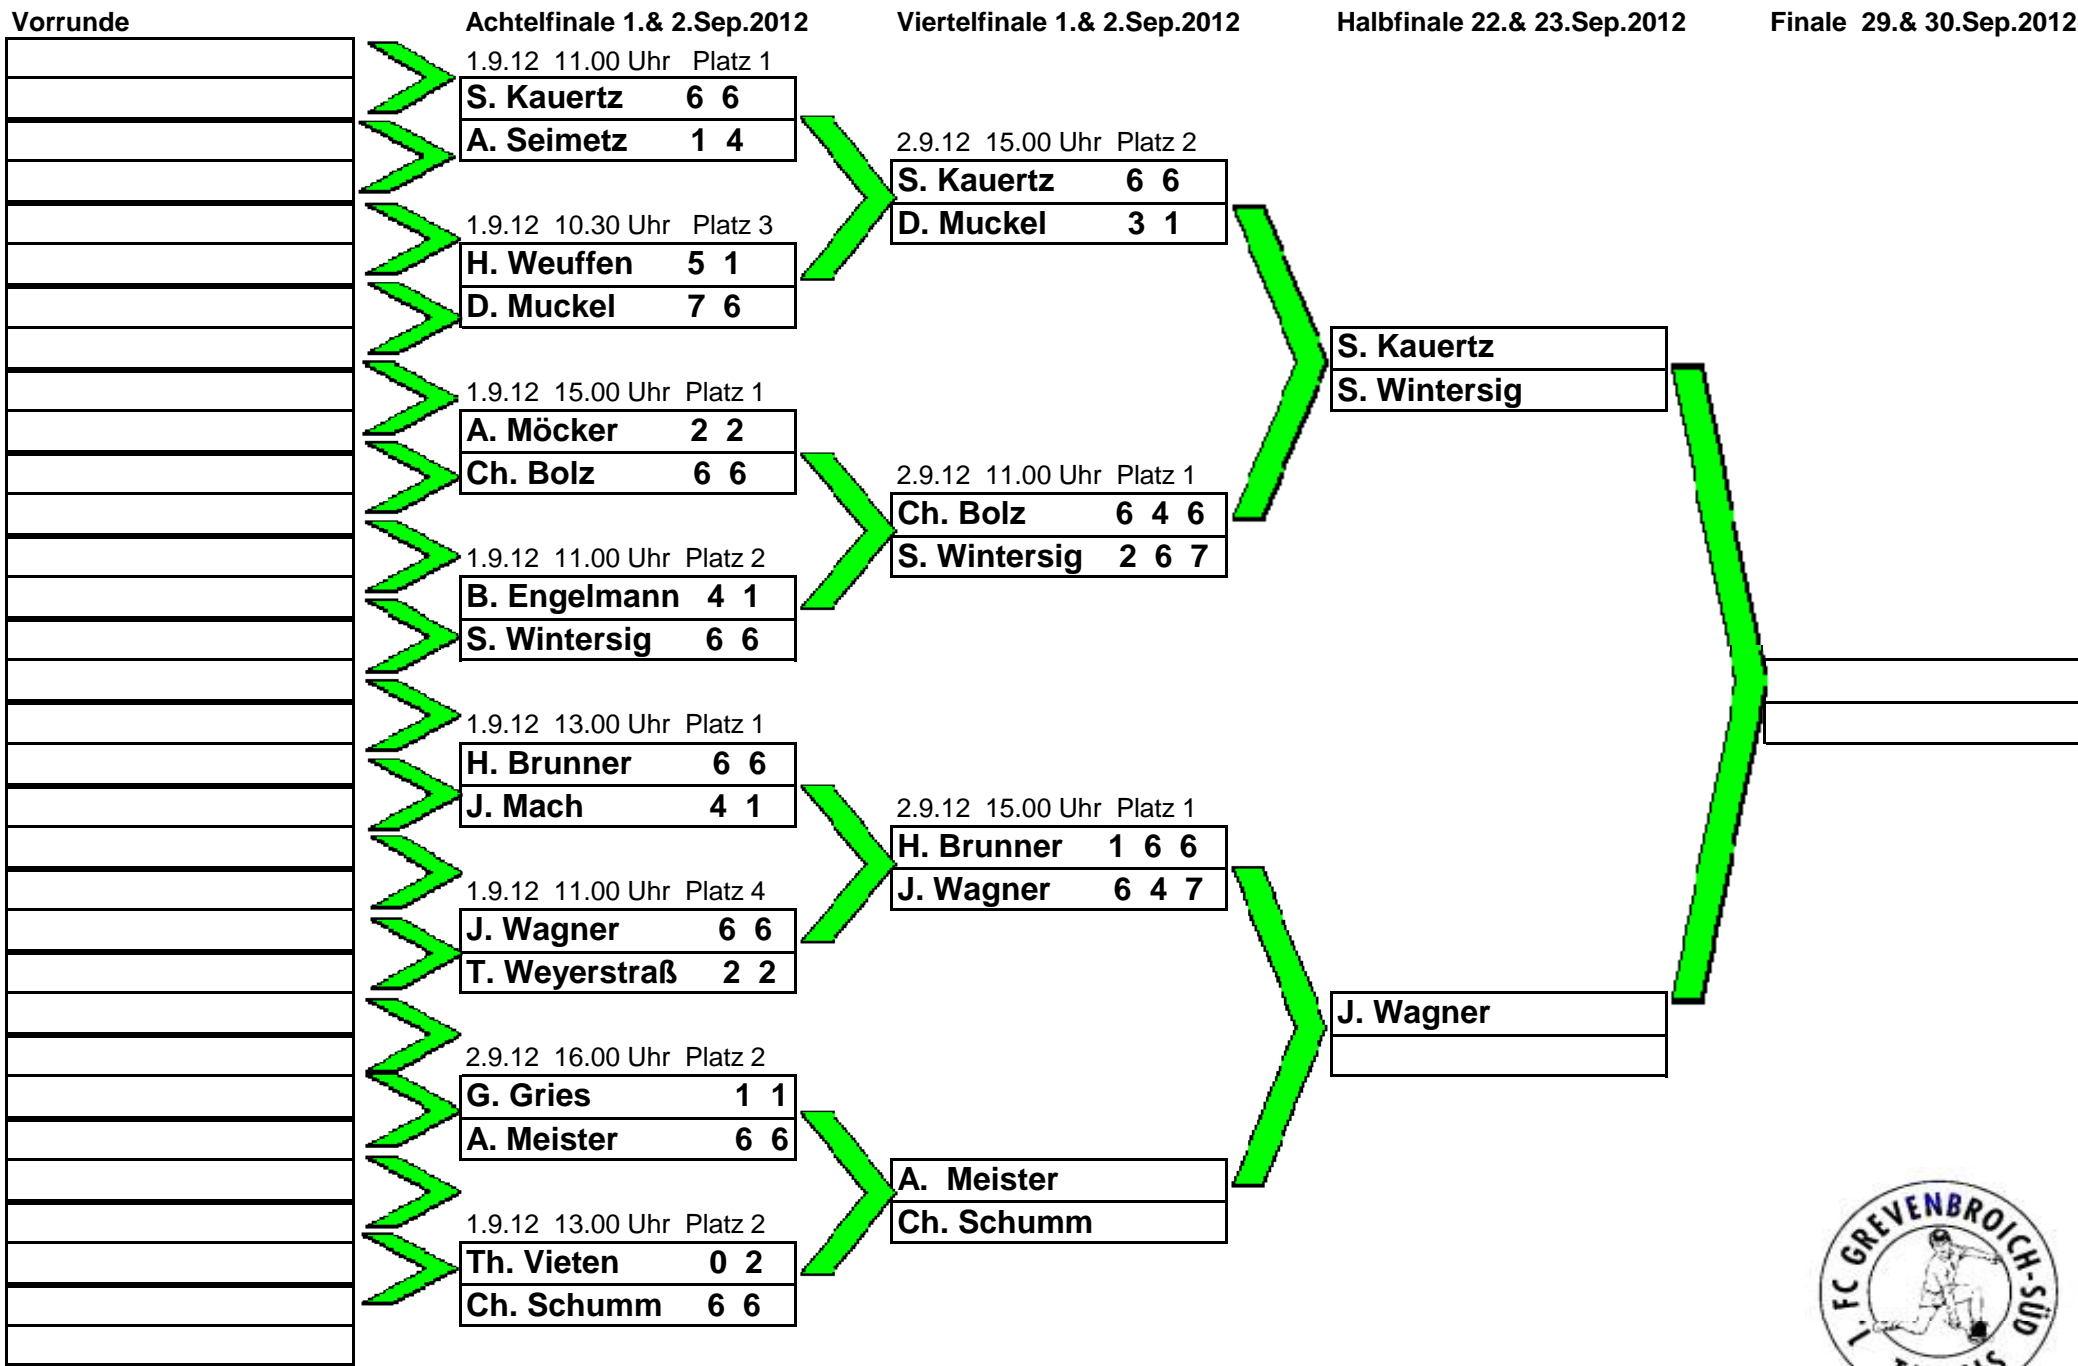 Vorrunde
Achtelfinale 1.& 2.Sep.2012
Viertelfinale 1.& 2.Sep.2012
Halbfinale 22.& 23.Sep.2012
Finale 29.& 30.Sep.2012
1.9.12 11.00 Uhr Platz 1
S. Kauertz 6 6
A. Seimetz 1 4
1.9.12 10.30 Uhr Platz 3
H. Weuffen 5 1
D. Muckel 7 6
1.9.12 15.00 Uhr Platz 1
A. Möcker 2 2
Ch. Bolz 6 6
1.9.12 11.00 Uhr Platz 2
B. Engelmann 4 1
S. Wintersig 6 6
1.9.12 13.00 Uhr Platz 1
H. Brunner 6 6
J. Mach 4 1
1.9.12 11.00 Uhr Platz 4
J. Wagner 6 6
T. Weyerstraß 2 2
2.9.12 16.00 Uhr Platz 2
G. Gries 1 1
A. Meister 6 6
1.9.12 13.00 Uhr Platz 2
Th. Vieten 0 2
Ch. Schumm 6 6
2.9.12 15.00 Uhr Platz 2
S. Kauertz 6 6
D. Muckel 3 1
2.9.12 11.00 Uhr Platz 1
Ch. Bolz 6 4 6
S. Wintersig 2 6 7
2.9.12 15.00 Uhr Platz 1
H. Brunner 1 6 6
J. Wagner 6 4 7
A. Meister
Ch. Schumm
S. Kauertz
S. Wintersig
J. Wagner
1. FC GREVENBROICH-SÜD